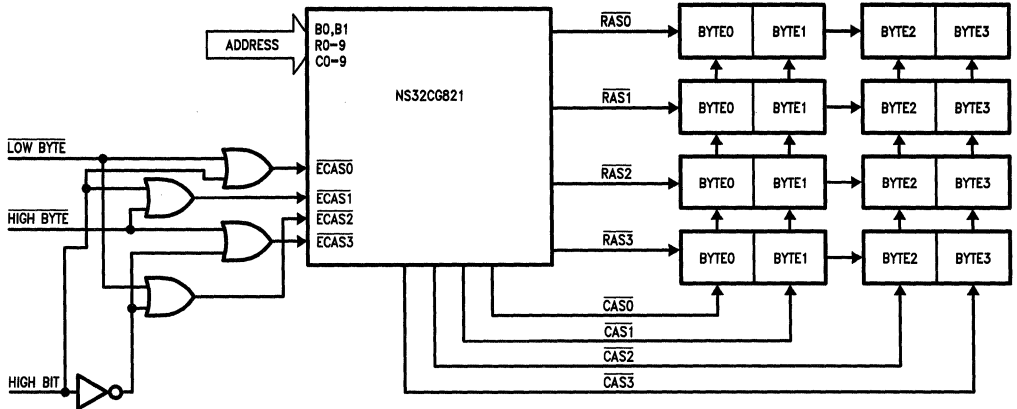 B0,B1
R0-9
C0-9
ADDRESS
NS32CG821
LOW BYTE
HIGH BYTE
HIGH BIT
ECAS0
ECAS1
ECAS2
ECAS3
RAS0
BYTE0 BYTE1 BYTE2 BYTE3
RAS1
BYTE0 BYTE1 BYTE2 BYTE3
RAS2
BYTE0 BYTE1 BYTE2 BYTE3
RAS3
BYTE0 BYTE1 BYTE2 BYTE3
CAS0
CAS1
CAS2
CAS3